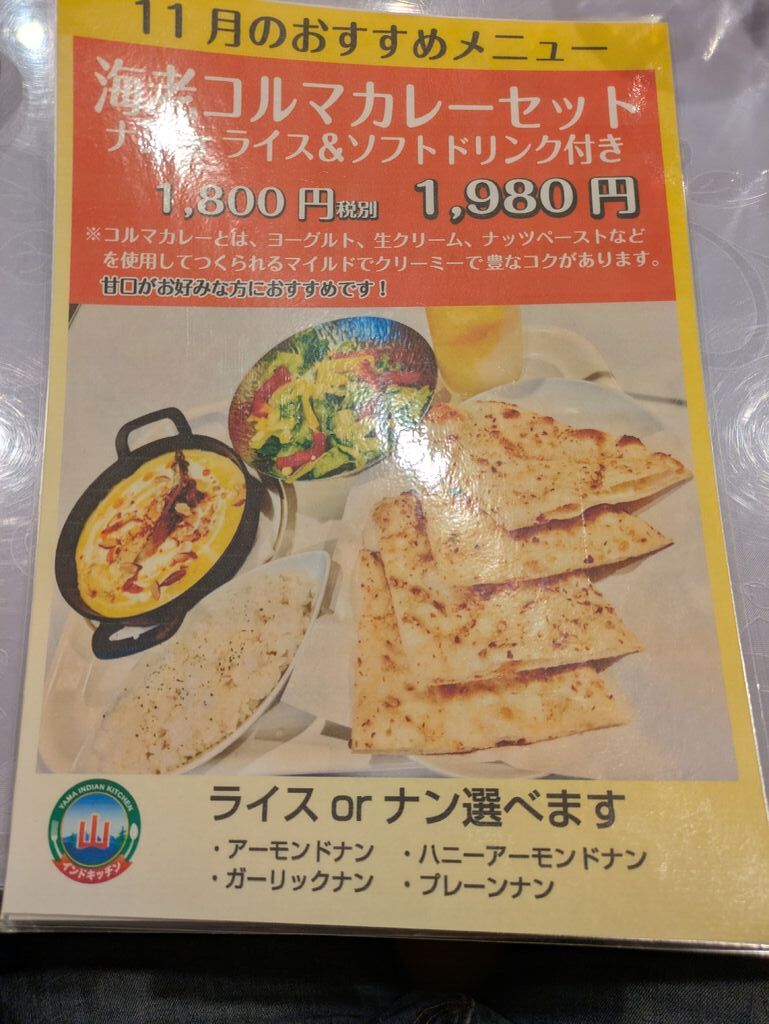 11月のおすすめメニュー
海老コルマカレーセット
ライス&ソフトドリンク付き
1,800円税別 1,980円
※コルマカレーとは、ヨーグルト、生クリーム、ナッツペーストなど
を使用してつくられるマイルドでクリーミーで豊なコクがあります。
甘口がお好みな方におすすめです!
ライス or ナン選べます
・アーモンドナン ・ハニーアーモンドナン
・ガーリックナン ・プレーンナン
YAMA INDIAN KITCHEN
山
インドキッチン